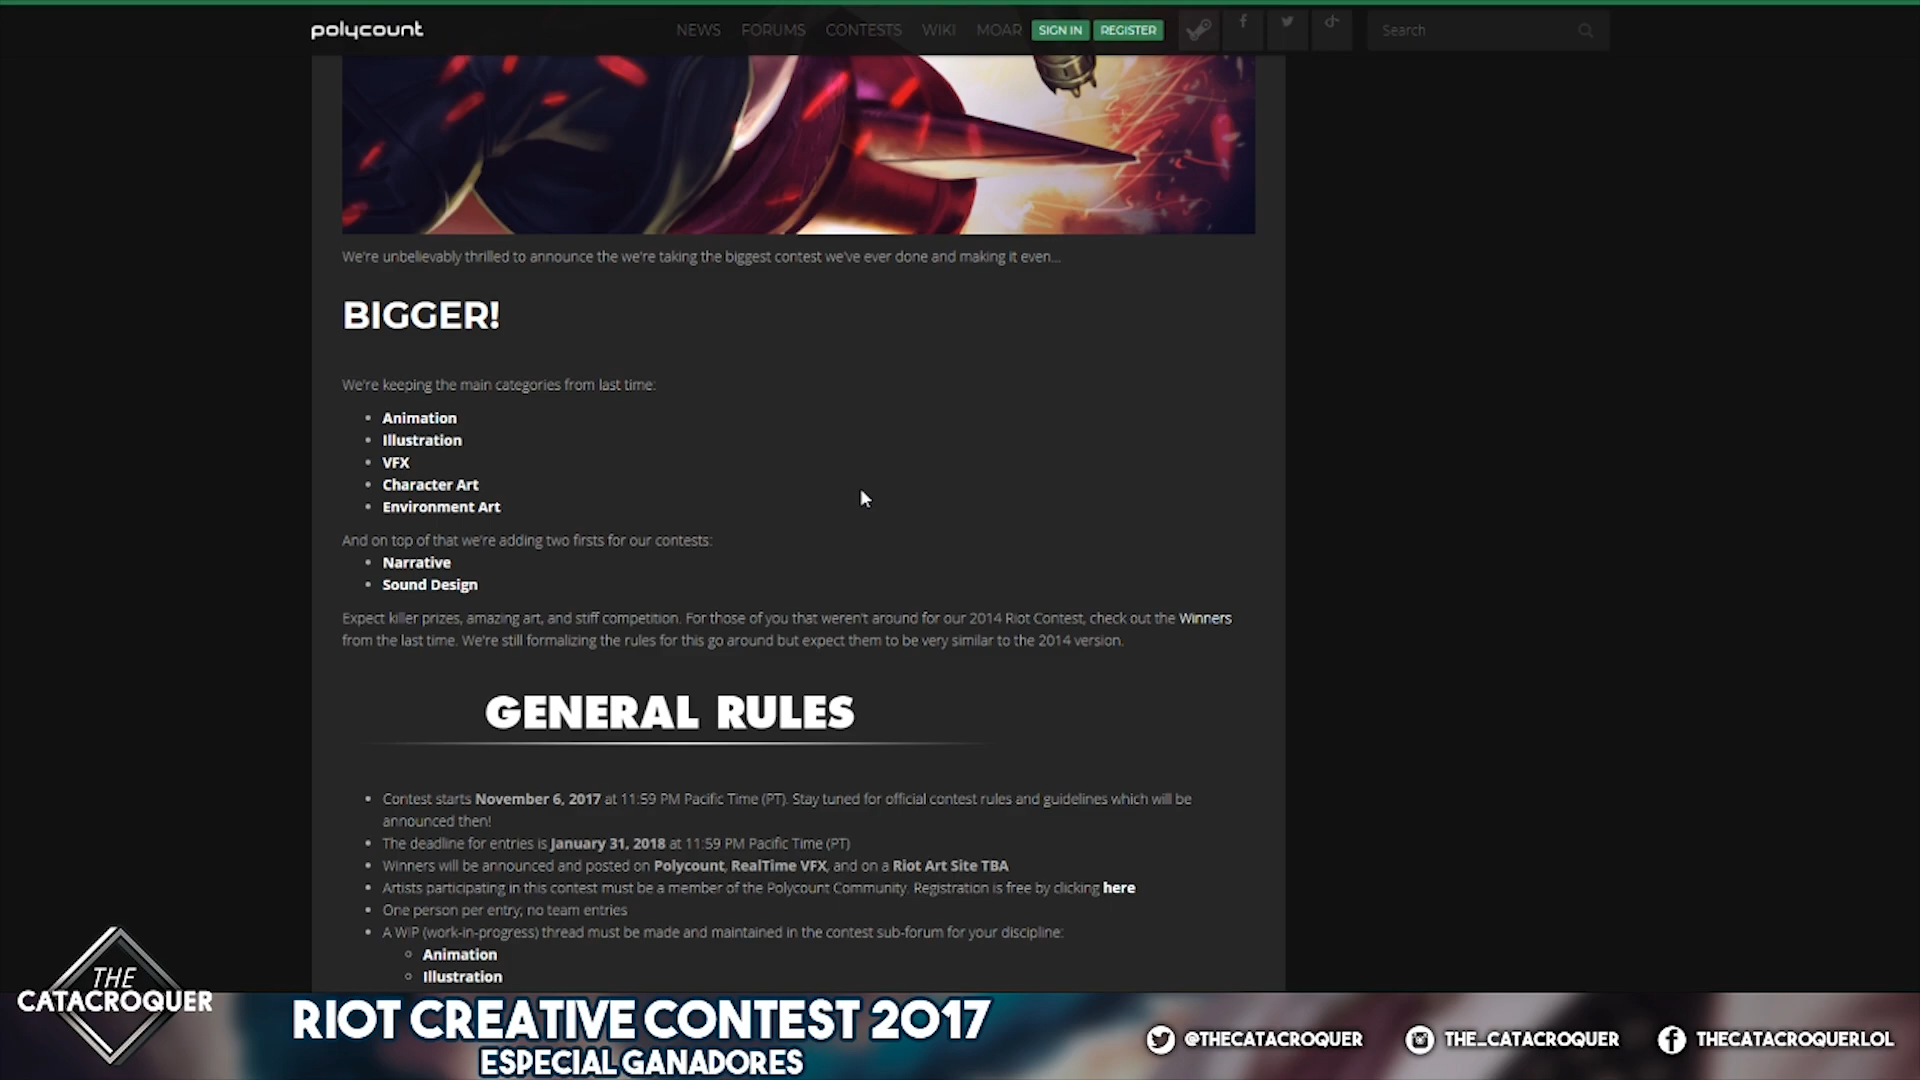 polycount
NEWS FORUMS CONTESTS WIKI MOAR SIGN IN REGISTER Search
We're unbelievably thrilled to announce the we're taking the biggest contest we've ever done and making it even...
BIGGER!
We're keeping the main categories from last time:
Animation
Illustration
VFX
Character Art
Environment Art
And on top of that we're adding two firsts for our contests:
Narrative
Sound Design
Expect killer prizes, amazing art, and stiff competition. For those of you that weren't around for our 2014 Riot Contest, check out the Winners
from the last time. We're still formalizing the rules for this go around but expect them to be very similar to the 2014 version.
GENERAL RULES
Contest starts November 6, 2017 at 11:59 PM Pacific Time (PT). Stay tuned for official contest rules and guidelines which will be
announced then!
The deadline for entries is January 31, 2018 at 11:59 PM Pacific Time (PT)
Winners will be announced and posted on Polycount, RealTime VFX, and on a Riot Art Site TBA
Artists participating in this contest must be a member of the Polycount Community. Registration is free by clicking here
One person per entry; no team entries
A WIP (work-in-progress) thread must be made and maintained in the contest sub-forum for your discipline:
Animation
Illustration
THE
CATACROQUER
RIOT CREATIVE CONTEST 2017
ESPECIAL GANADORES
@THECATACROQUER
THE_CATACROQUER
THECATACROQUERLOL